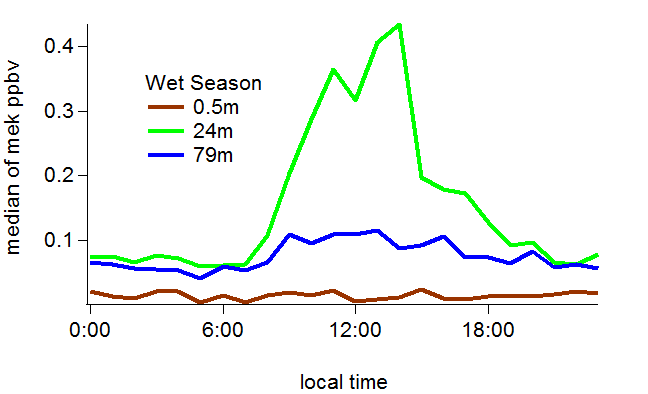 median of mek ppbv
0.4
0.3
0.2
0.1
Wet Season
0.5m
24m
79m
0:00 6:00 12:00 18:00
local time